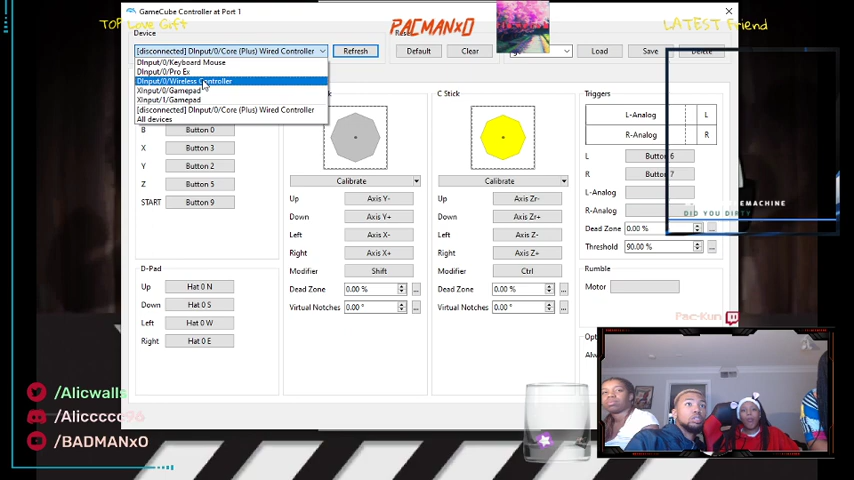 GameCube Controller at Port 1
TOP Love Gift
PACMANxO
LATEST Friend
Device
[disconnected] DInput/0/Core (Plus) Wired Controller
Refresh
Default
Clear
Load
Save
Delete
DInput/0/Keyboard Mouse
DInput/0/Pro Ex
DInput/0/Wireless Controller
XInput/0/Gamepad
XInput/1/Gamepad
[disconnected] DInput/0/Core (Plus) Wired Controller
All devices
B Button 0
X Button 3
Y Button 2
Z Button 5
START Button 9
D-Pad
Up Hat 0 N
Down Hat 0 S
Left Hat 0 W
Right Hat 0 E
Calibrate
Up Axis Y-
Down Axis Y+
Left Axis X-
Right Axis X+
Modifier Shift
Dead Zone 0.00 % ...
Virtual Notches 0.00 ° ...
C Stick
Calibrate
Up Axis Zr-
Down Axis Zr+
Left Axis Z-
Right Axis Z+
Modifier Ctrl
Dead Zone 0.00 % ...
Virtual Notches 0.00 ° ...
Triggers
L-Analog L
R-Analog R
L Button 6
R Button 7
L-Analog
R-Analog
Dead Zone 0.00 % ...
Threshold 90.00 % ...
DID YOU DIRTY
Rumble
Motor
Pac-Kun
/Alicwalls
/Aliccccc96
/BADMANxO